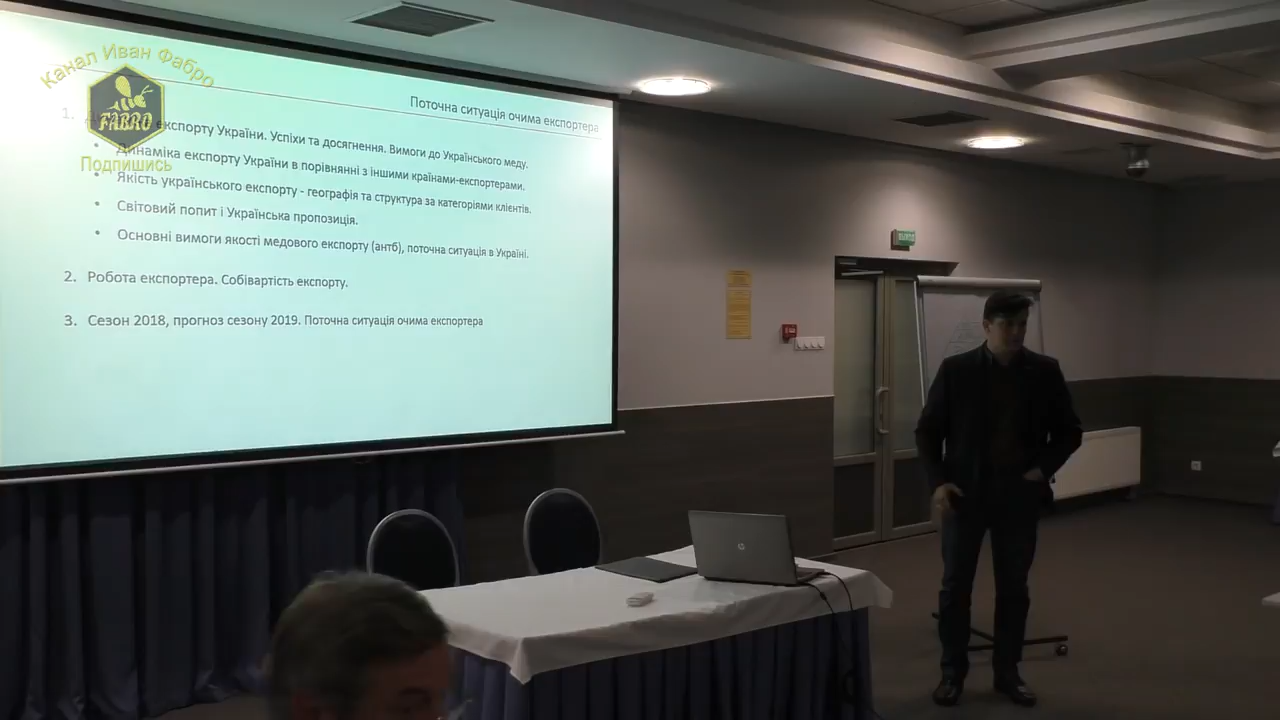 Канал Иван Фабро
FABRO
Подпишись
Поточна ситуація очима експортера
1. експорту України. Успіхи та досягнення. Вимоги до Українського меду.
• Динаміка експорту України в порівнянні з іншими країнами-експортерами.
• Якість українського експорту - географія та структура за категоріями клієнтів.
• Світовий попит і Українська пропозиція.
• Основні вимоги якості медового експорту (антб), поточна ситуація в Україні.
2. Робота експортера. Собівартість експорту.
3. Сезон 2018, прогноз сезону 2019. Поточна ситуація очима експортера
hp